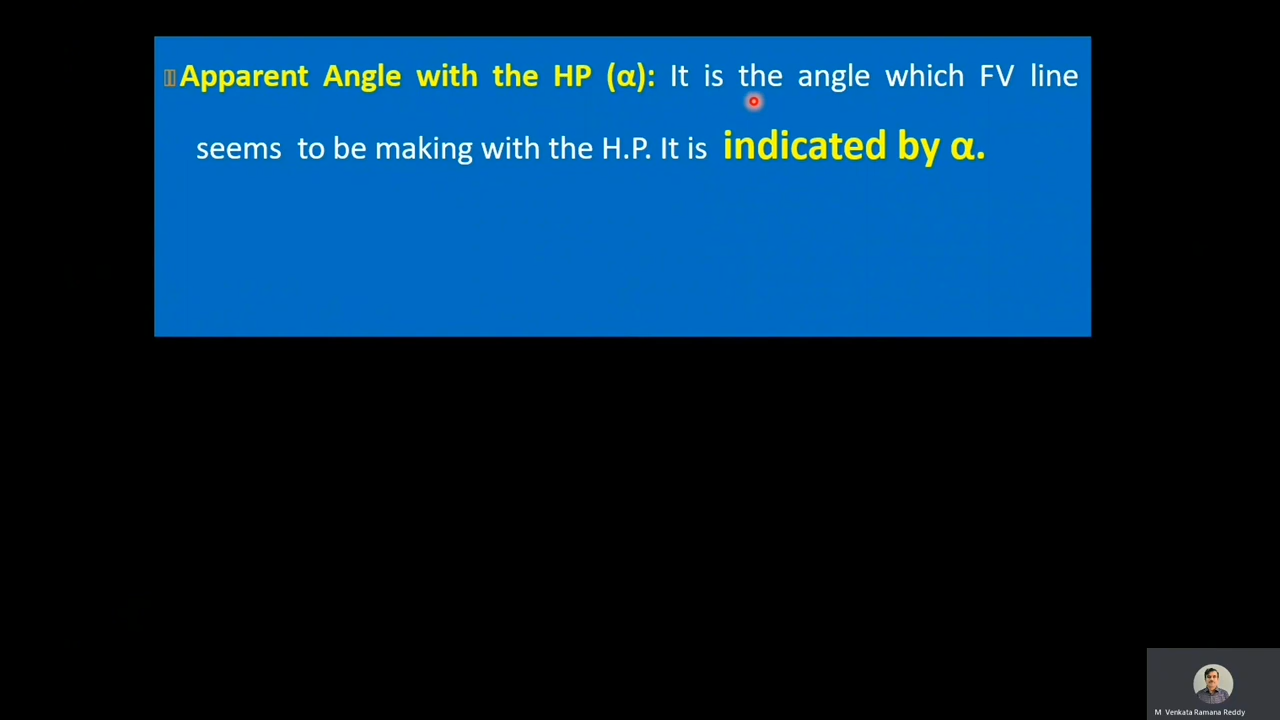 Apparent Angle with the HP (α): It is the angle which FV line
seems to be making with the H.P. It is indicated by α.
M Venkata Ramana Reddy